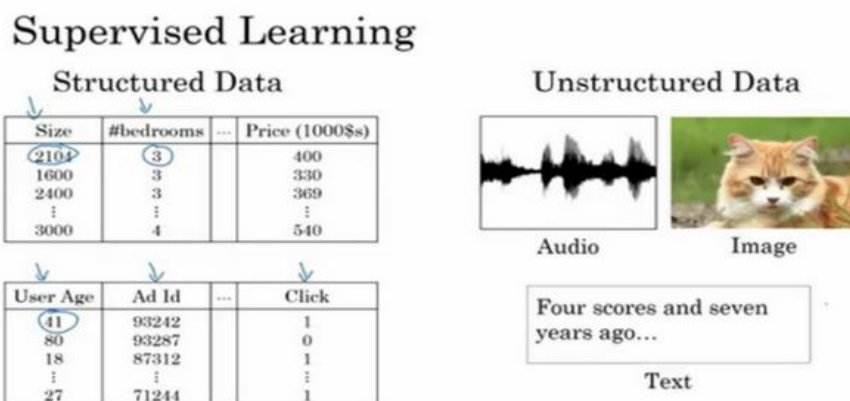 Supervised Learning
Structured Data
Size #bedrooms ... Price (1000$s)
2104 3 400
1600 3 330
2400 3 369
⋮ ⋮ ⋮
3000 4 540
User Age Ad Id ... Click
41 93242 1
80 93287 0
18 87312 1
⋮ ⋮ ⋮
27 71244 1
Unstructured Data
Audio
Image
Four scores and seven
years ago...
Text